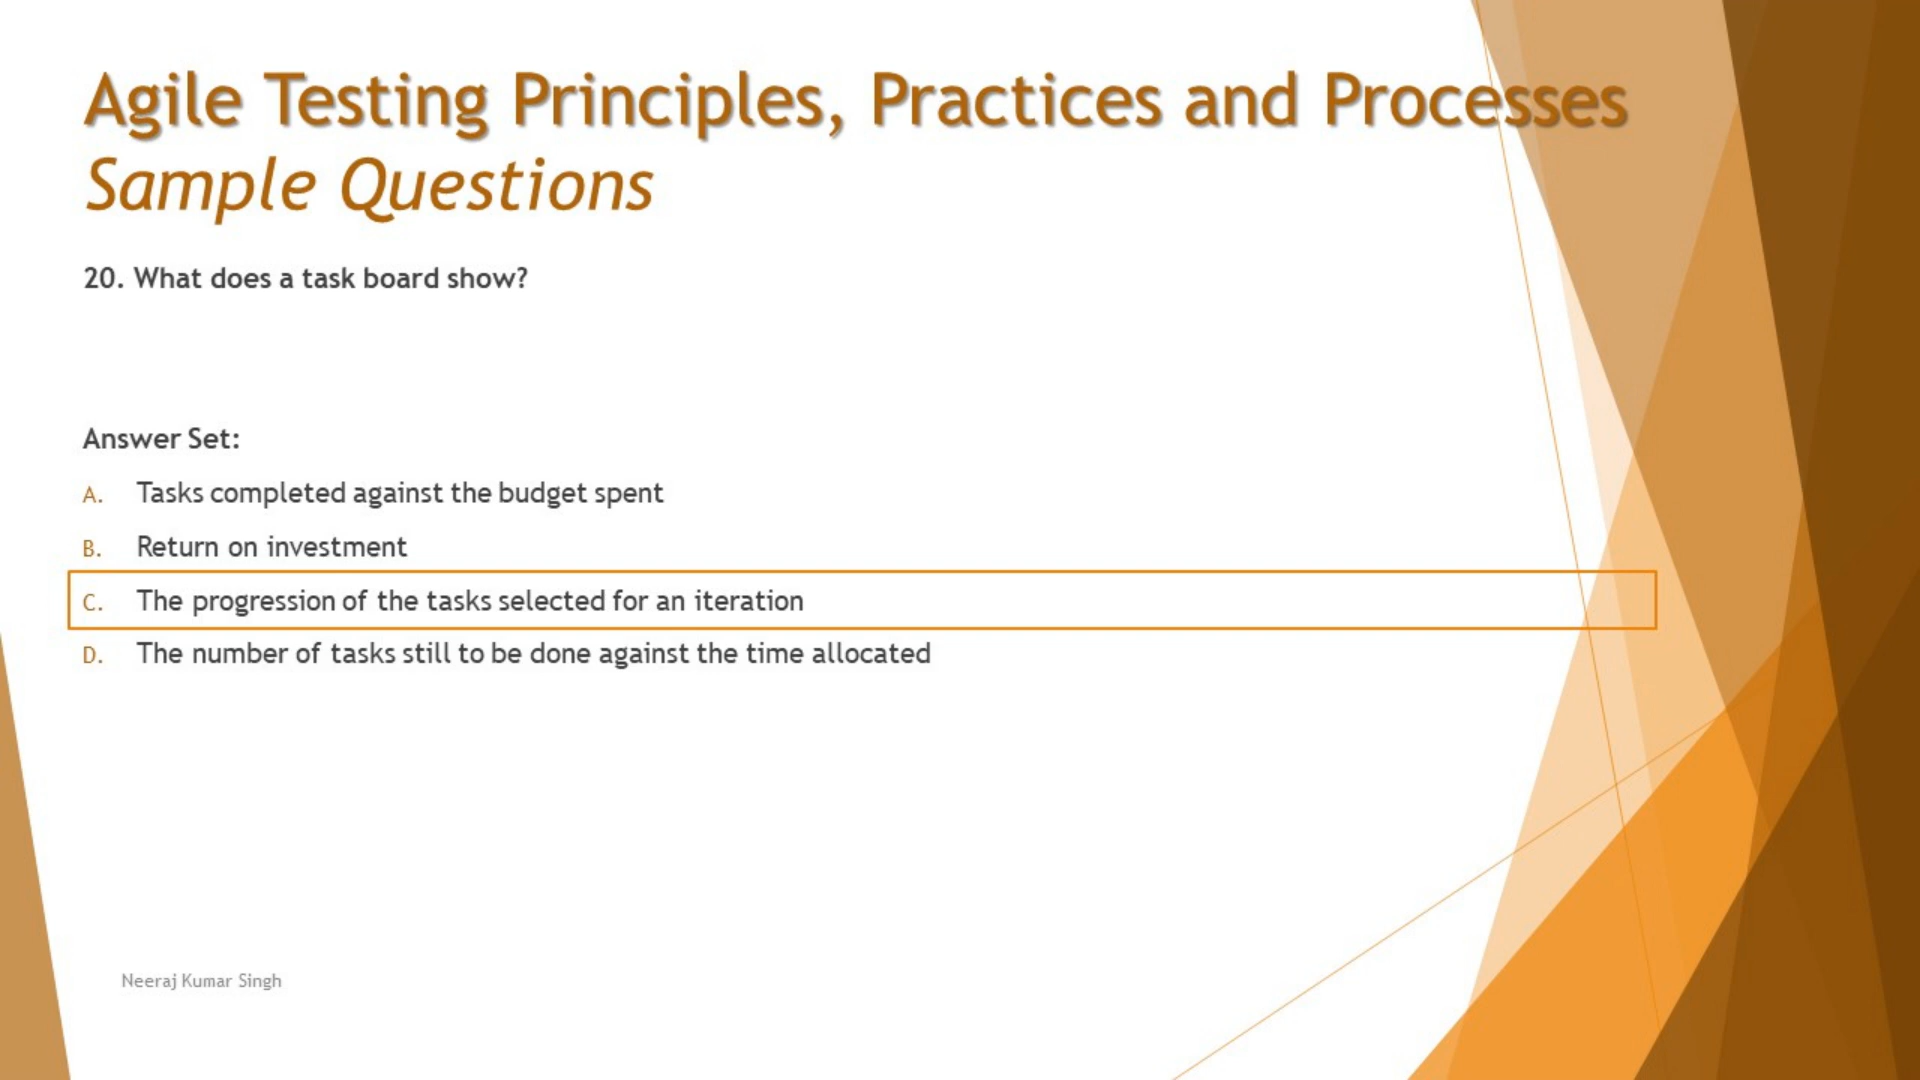 Agile Testing Principles, Practices and Processes
Sample Questions
20. What does a task board show?
Answer Set:
A. Tasks completed against the budget spent
B. Return on investment
C. The progression of the tasks selected for an iteration
D. The number of tasks still to be done against the time allocated
Neeraj Kumar Singh